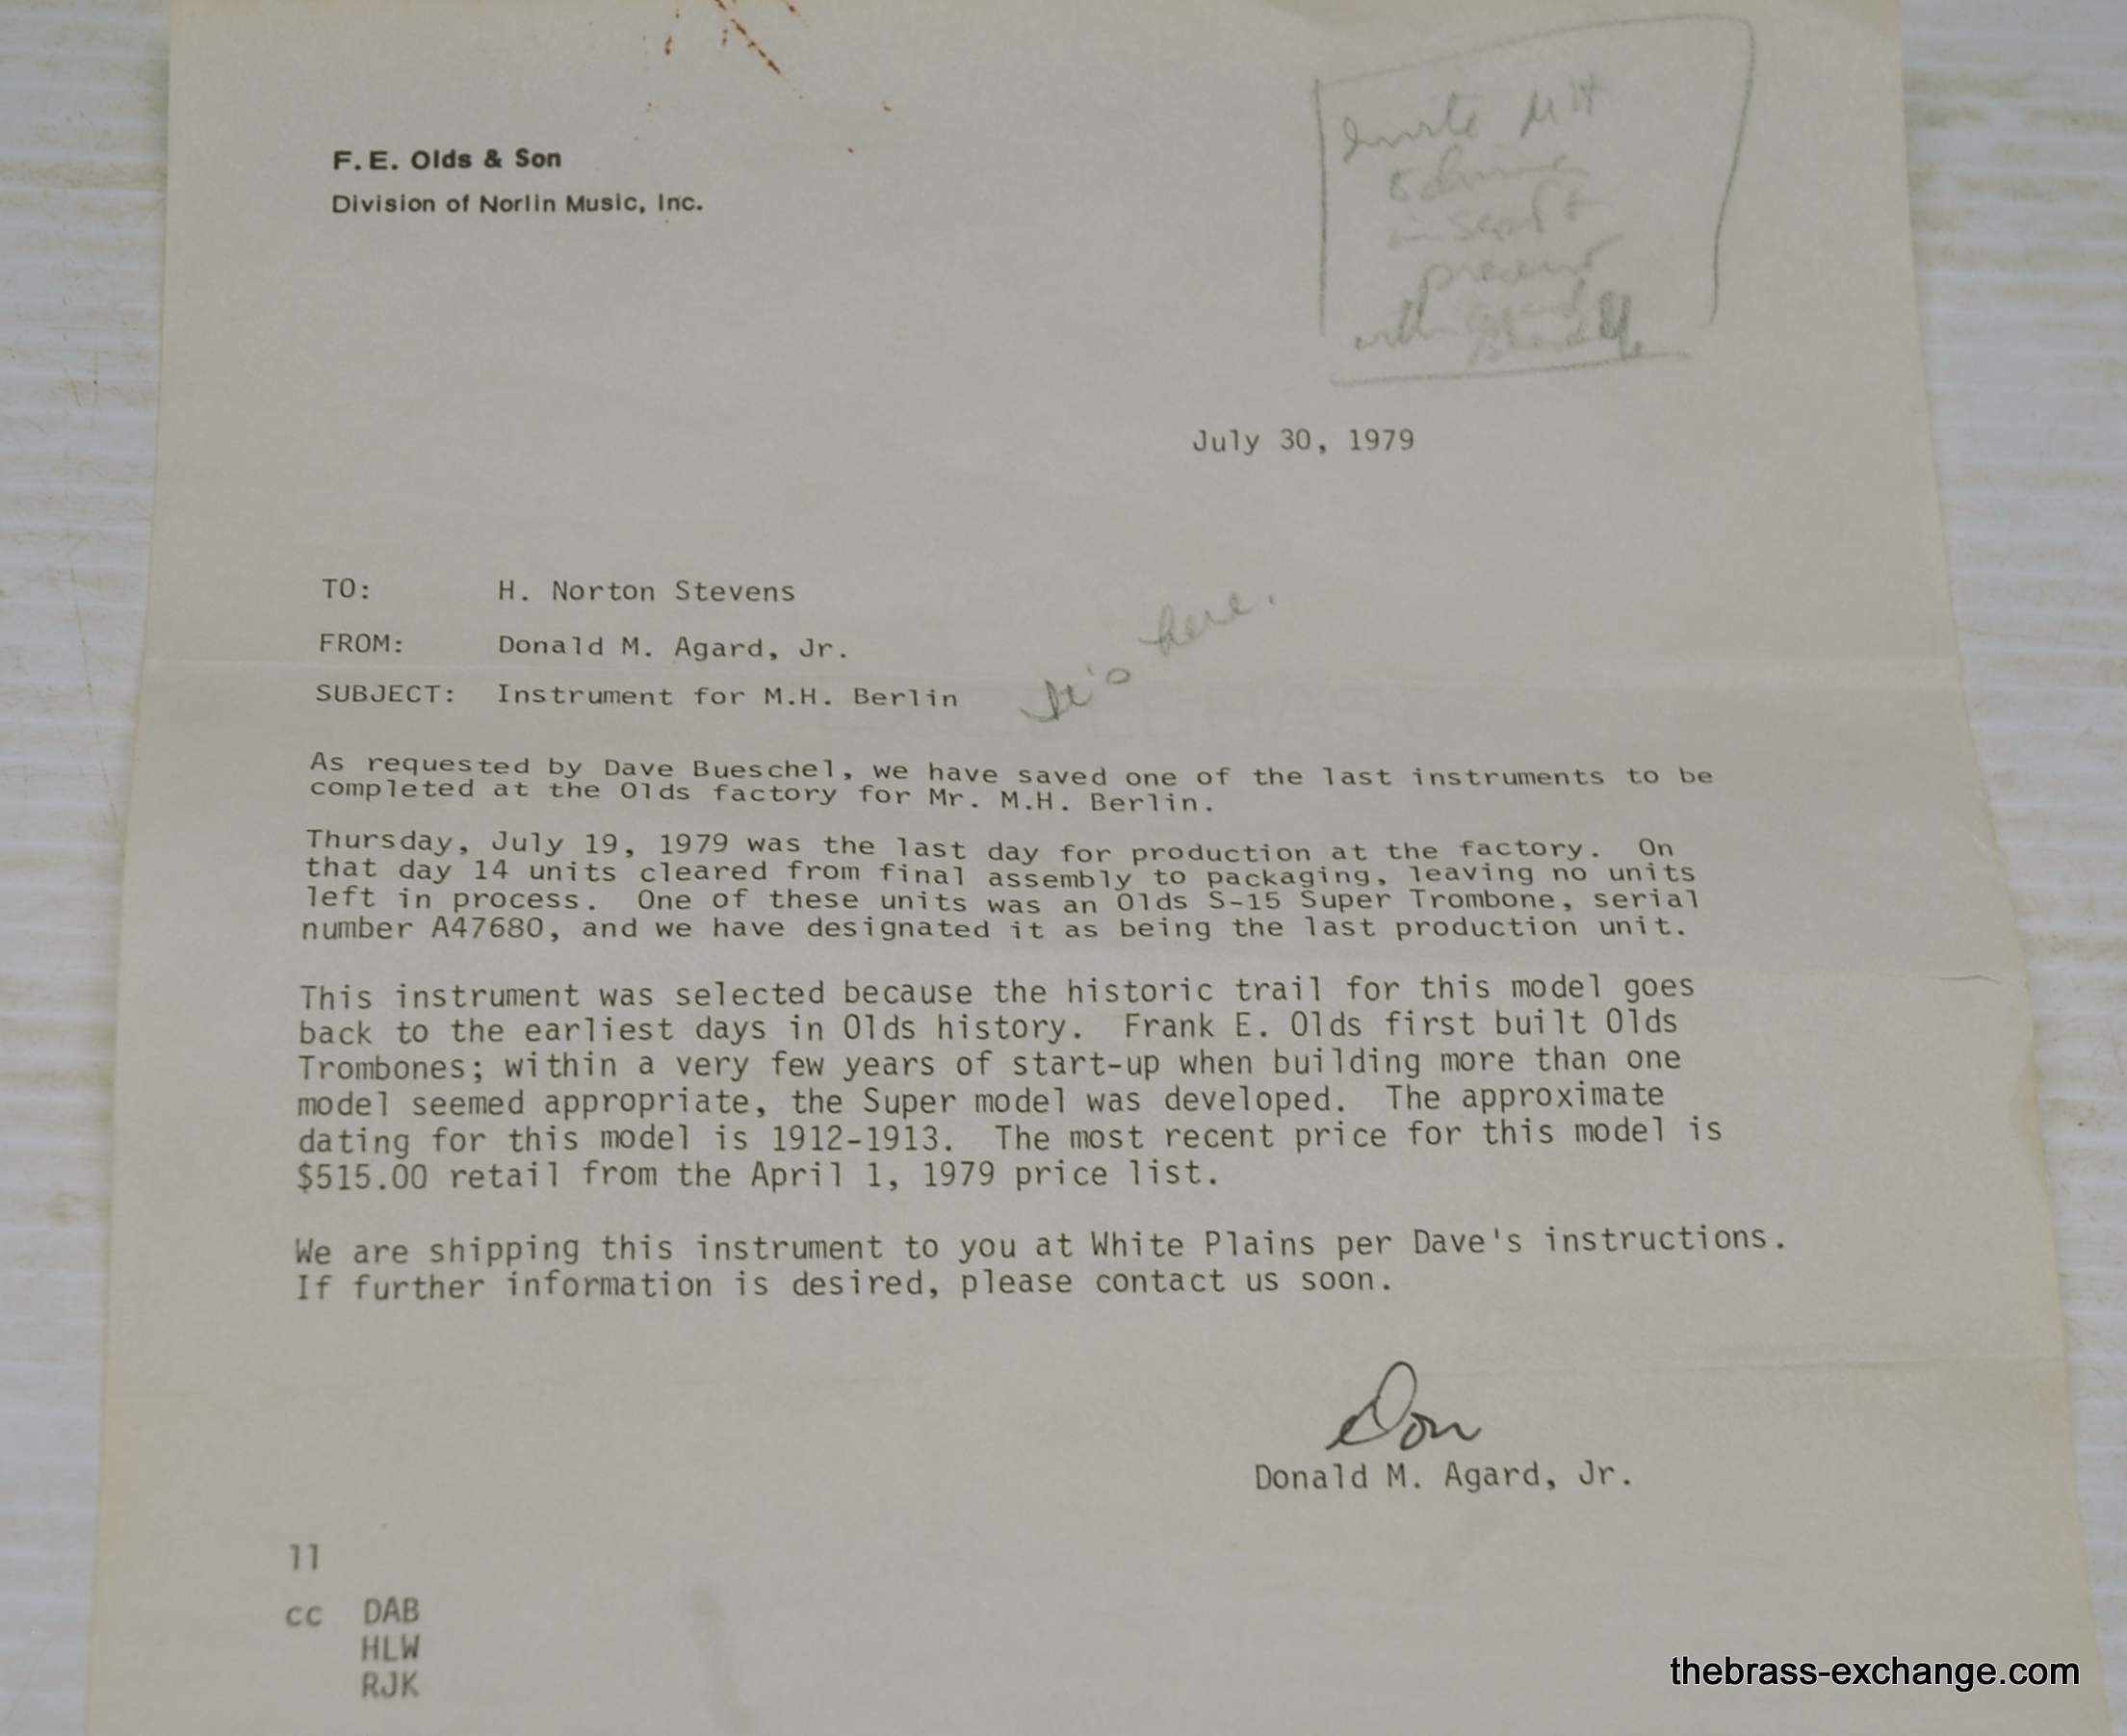 F.E. Olds & Son
Division of Norlin Music, Inc.
Invite MH
to dinner
in Sept &
present
with
July 30, 1979
TO: H. Norton Stevens
FROM: Donald M. Agard, Jr.
SUBJECT: Instrument for M.H. Berlin
It's here.
As requested by Dave Bueschel, we have saved one of the last instruments to be
completed at the Olds factory for Mr. M.H. Berlin.
Thursday, July 19, 1979 was the last day for production at the factory. On
that day 14 units cleared from final assembly to packaging, leaving no units
left in process. One of these units was an Olds S-15 Super Trombone, serial
number A47680, and we have designated it as being the last production unit.
This instrument was selected because the historic trail for this model goes
back to the earliest days in Olds history. Frank E. Olds first built Olds
Trombones; within a very few years of start-up when building more than one
model seemed appropriate, the Super model was developed. The approximate
dating for this model is 1912-1913. The most recent price for this model is
$515.00 retail from the April 1, 1979 price list.
We are shipping this instrument to you at White Plains per Dave's instructions.
If further information is desired, please contact us soon.
Don
Donald M. Agard, Jr.
ll
cc DAB
HLW
RJK
thebrass-exchange.com